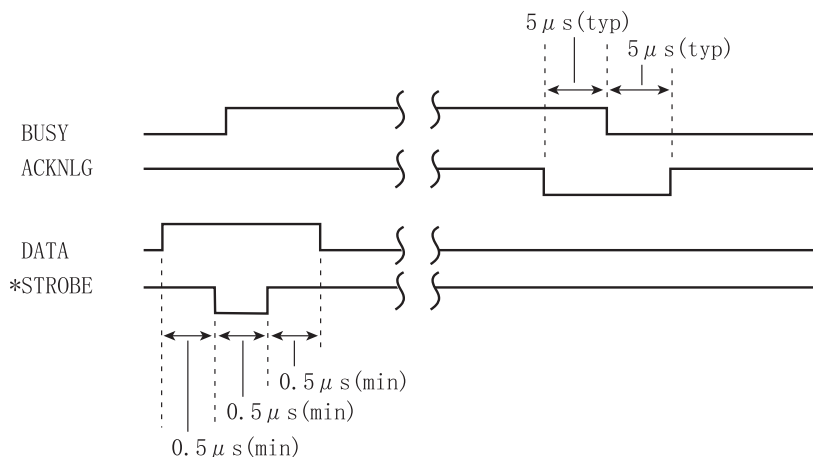 5μs(typ)
5μs(typ)
BUSY
ACKNLG
DATA
*STROBE
0.5μs(min)
0.5μs(min)
0.5μs(min)